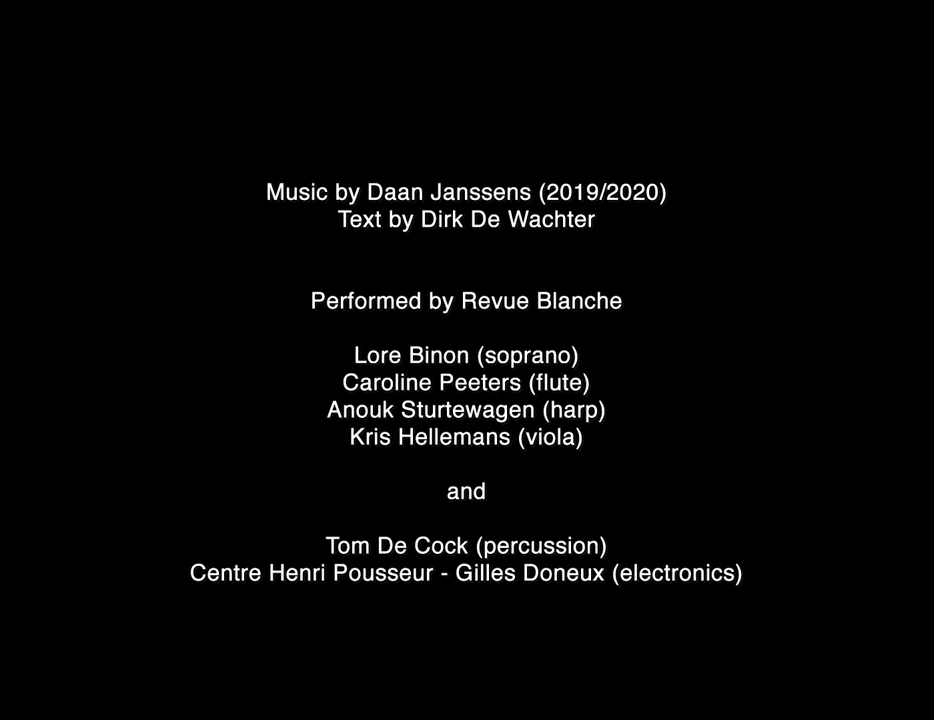 Music by Daan Janssens (2019/2020)
Text by Dirk De Wachter
Performed by Revue Blanche
Lore Binon (soprano)
Caroline Peeters (flute)
Anouk Sturtewagen (harp)
Kris Hellemans (viola)
and
Tom De Cock (percussion)
Centre Henri Pousseur - Gilles Doneux (electronics)